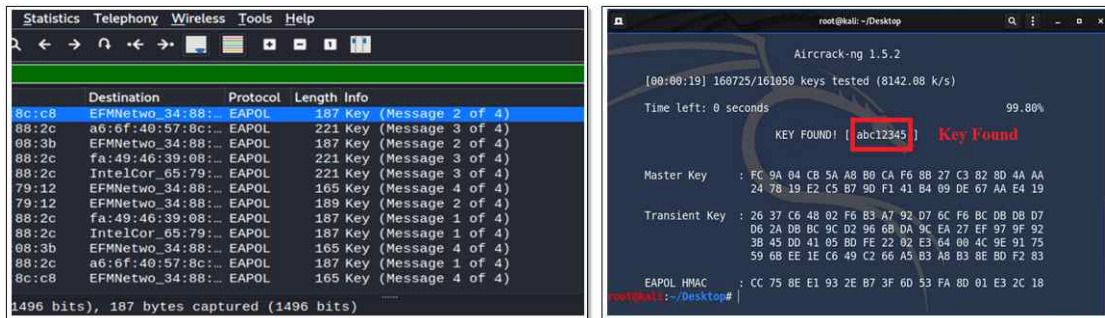 Statistics Telephony Wireless Tools Help
Destination Protocol Length Info
8c:c8 EFMNetwo_34:88:… EAPOL 187 Key (Message 2 of 4)
88:2c a6:6f:40:57:8c:… EAPOL 221 Key (Message 3 of 4)
08:3b EFMNetwo_34:88:… EAPOL 187 Key (Message 2 of 4)
88:2c fa:49:46:39:08:… EAPOL 221 Key (Message 3 of 4)
88:2c IntelCor_65:79:… EAPOL 221 Key (Message 3 of 4)
79:12 EFMNetwo_34:88:… EAPOL 165 Key (Message 4 of 4)
79:12 EFMNetwo_34:88:… EAPOL 189 Key (Message 2 of 4)
88:2c fa:49:46:39:08:… EAPOL 187 Key (Message 1 of 4)
88:2c IntelCor_65:79:… EAPOL 187 Key (Message 1 of 4)
08:3b EFMNetwo_34:88:… EAPOL 165 Key (Message 4 of 4)
88:2c a6:6f:40:57:8c:… EAPOL 187 Key (Message 1 of 4)
8c:c8 EFMNetwo_34:88:… EAPOL 165 Key (Message 4 of 4)
1496 bits), 187 bytes captured (1496 bits)
root@kali: ~/Desktop
Aircrack-ng 1.5.2
[00:00:19] 160725/161050 keys tested (8142.08 k/s)
Time left: 0 seconds 99.80%
KEY FOUND! [ abc12345 ] Key Found
Master Key : FC 9A 04 CB 5A A8 B0 CA F6 8B 27 C3 82 8D 4A AA
24 78 19 E2 C5 B7 9D F1 41 B4 09 DE 67 AA E4 19
Transient Key : 26 37 C6 48 02 F6 B3 A7 92 D7 6C F6 BC DB DB D7
D6 2A DB BC 9C D2 96 6B DA 9C EA 27 EF 97 9F 92
3B 45 DD 41 05 BD FE 22 02 E3 64 00 4C 9E 91 75
59 6B EE 1E C6 49 C2 66 A5 B3 A8 B3 8E BD F2 83
EAPOL HMAC : CC 75 8E E1 93 2E B7 3F 6D 53 FA 8D 01 E3 2C 18
root@kali:~/Desktop#